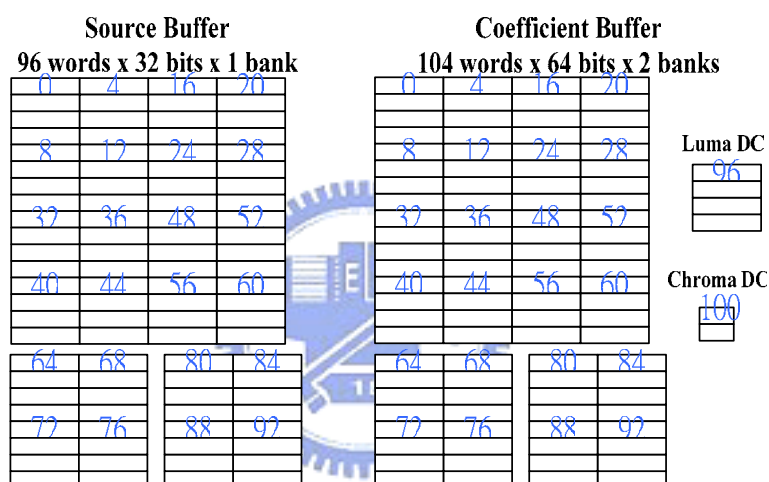 Source Buffer
96 words x 32 bits x 1 bank
0 4 16 20
8 12 24 28
32 36 48 52
40 44 56 60
64 68 80 84
72 76 88 92
Coefficient Buffer
104 words x 64 bits x 2 banks
0 4 16 20
8 12 24 28
32 36 48 52
40 44 56 60
64 68 80 84
72 76 88 92
Luma DC
96
Chroma DC
100